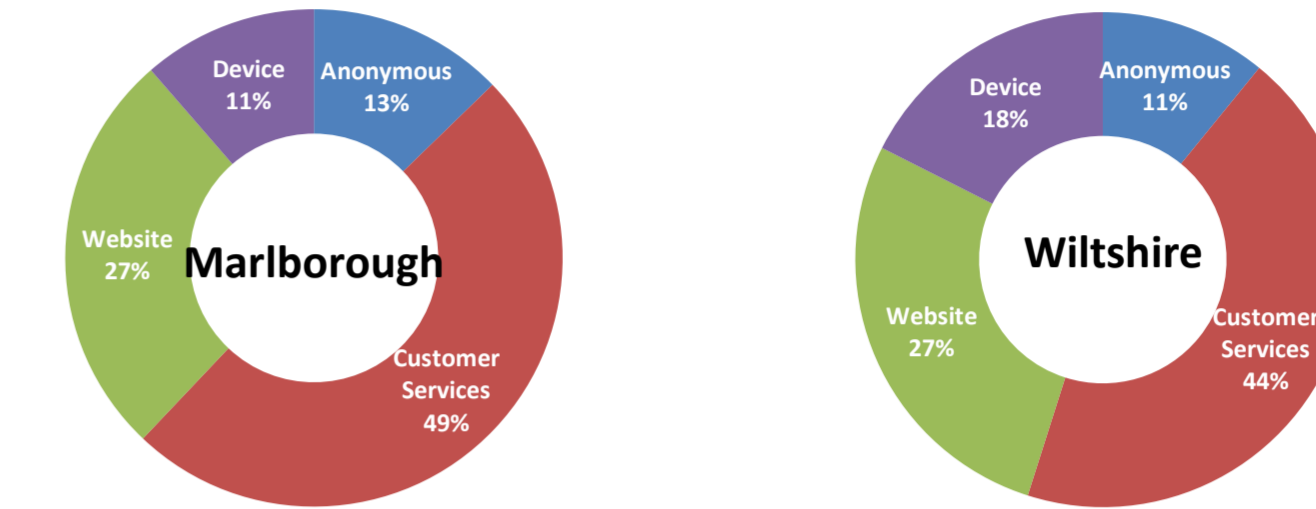 Device
11%
Anonymous
13%
Website
27%
Marlborough
Customer
Services
49%
Device
18%
Anonymous
11%
Wiltshire
Website
27%
Customer
Services
44%